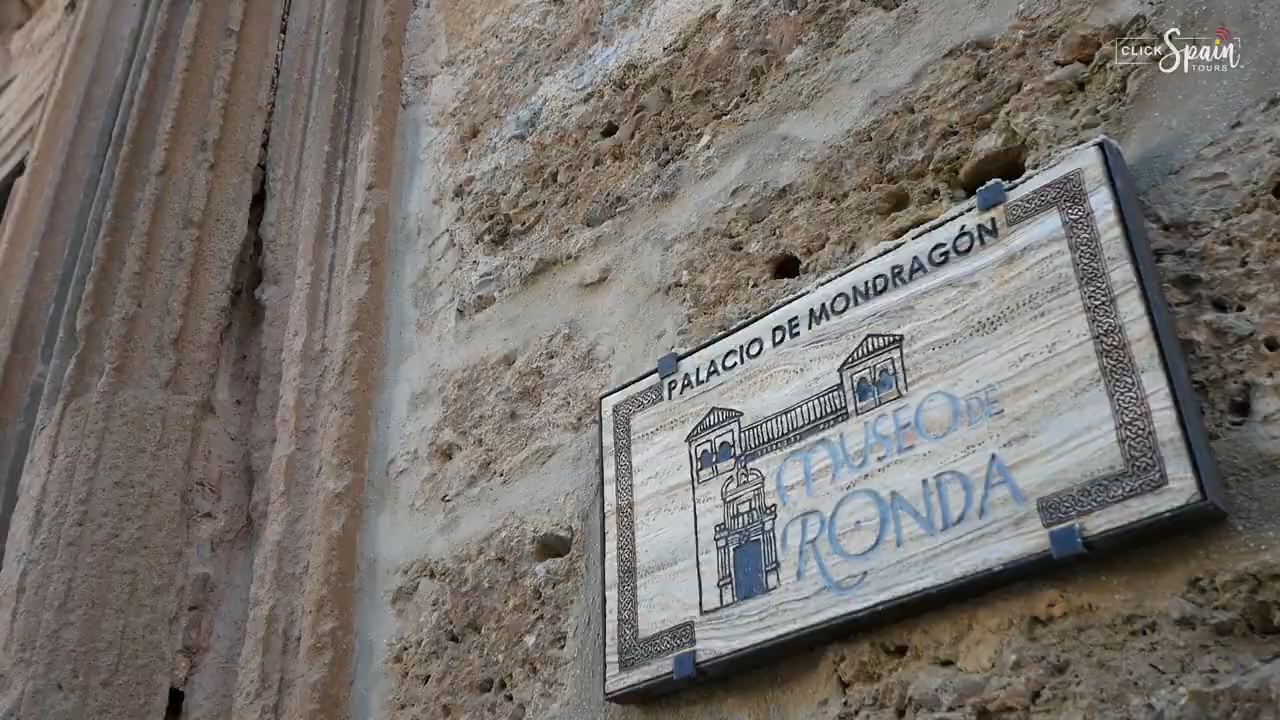 CLICK Spain
TOURS
PALACIO DE MONDRAGÓN
MUSEO DE
RONDA